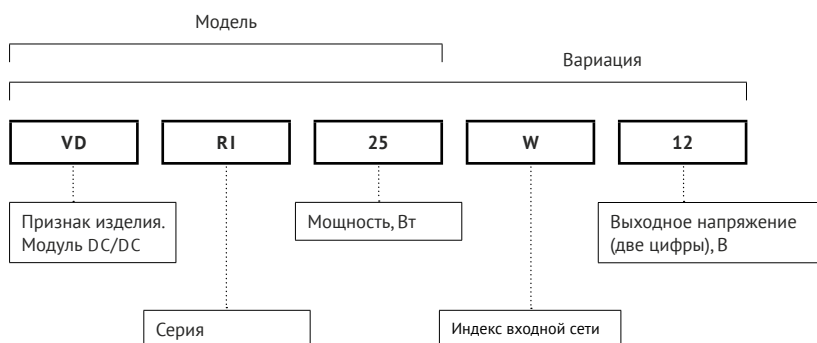 Модель
Вариация
VD RI 25 W 12
Признак изделия.
Модуль DC/DC
Мощность, Вт
Выходное напряжение
(две цифры), В
Серия
Индекс входной сети